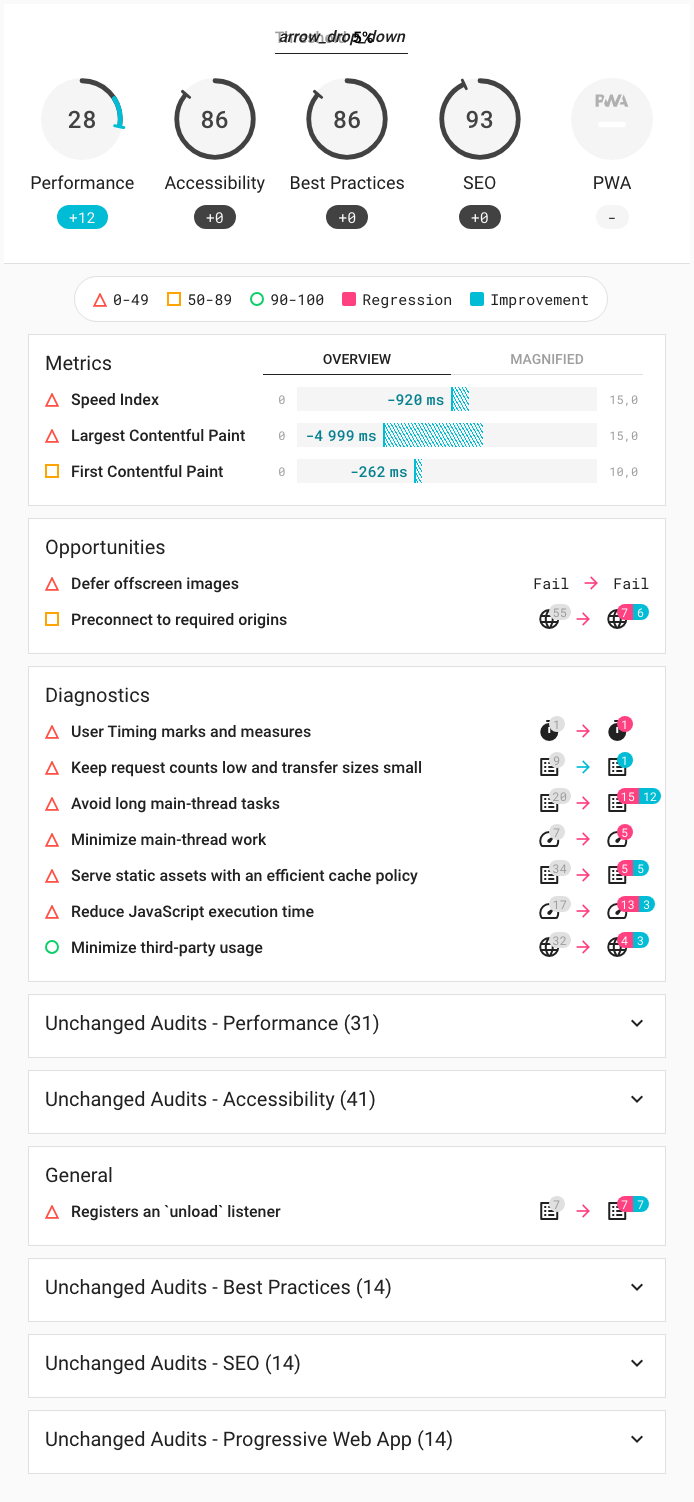 Threshold 5%
arrow_drop_down
28 86 86 93 PWA
Performance Accessibility Best Practices SEO PWA
+12 +0 +0 +0 -
0-49 50-89 90-100 Regression Improvement
Metrics OVERVIEW MAGNIFIED
Speed Index 0 -920 ms 15,0
Largest Contentful Paint 0 -4 999 ms 15,0
First Contentful Paint 0 -262 ms 10,0
Opportunities
Defer offscreen images Fail → Fail
Preconnect to required origins 55 → 7 6
Diagnostics
User Timing marks and measures 1 → 1
Keep request counts low and transfer sizes small 9 → 1
Avoid long main-thread tasks 20 → 15 12
Minimize main-thread work 7 → 5
Serve static assets with an efficient cache policy 34 → 5 5
Reduce JavaScript execution time 17 → 13 3
Minimize third-party usage 32 → 4 3
Unchanged Audits - Performance (31)
Unchanged Audits - Accessibility (41)
General
Registers an `unload` listener 7 → 7 7
Unchanged Audits - Best Practices (14)
Unchanged Audits - SEO (14)
Unchanged Audits - Progressive Web App (14)